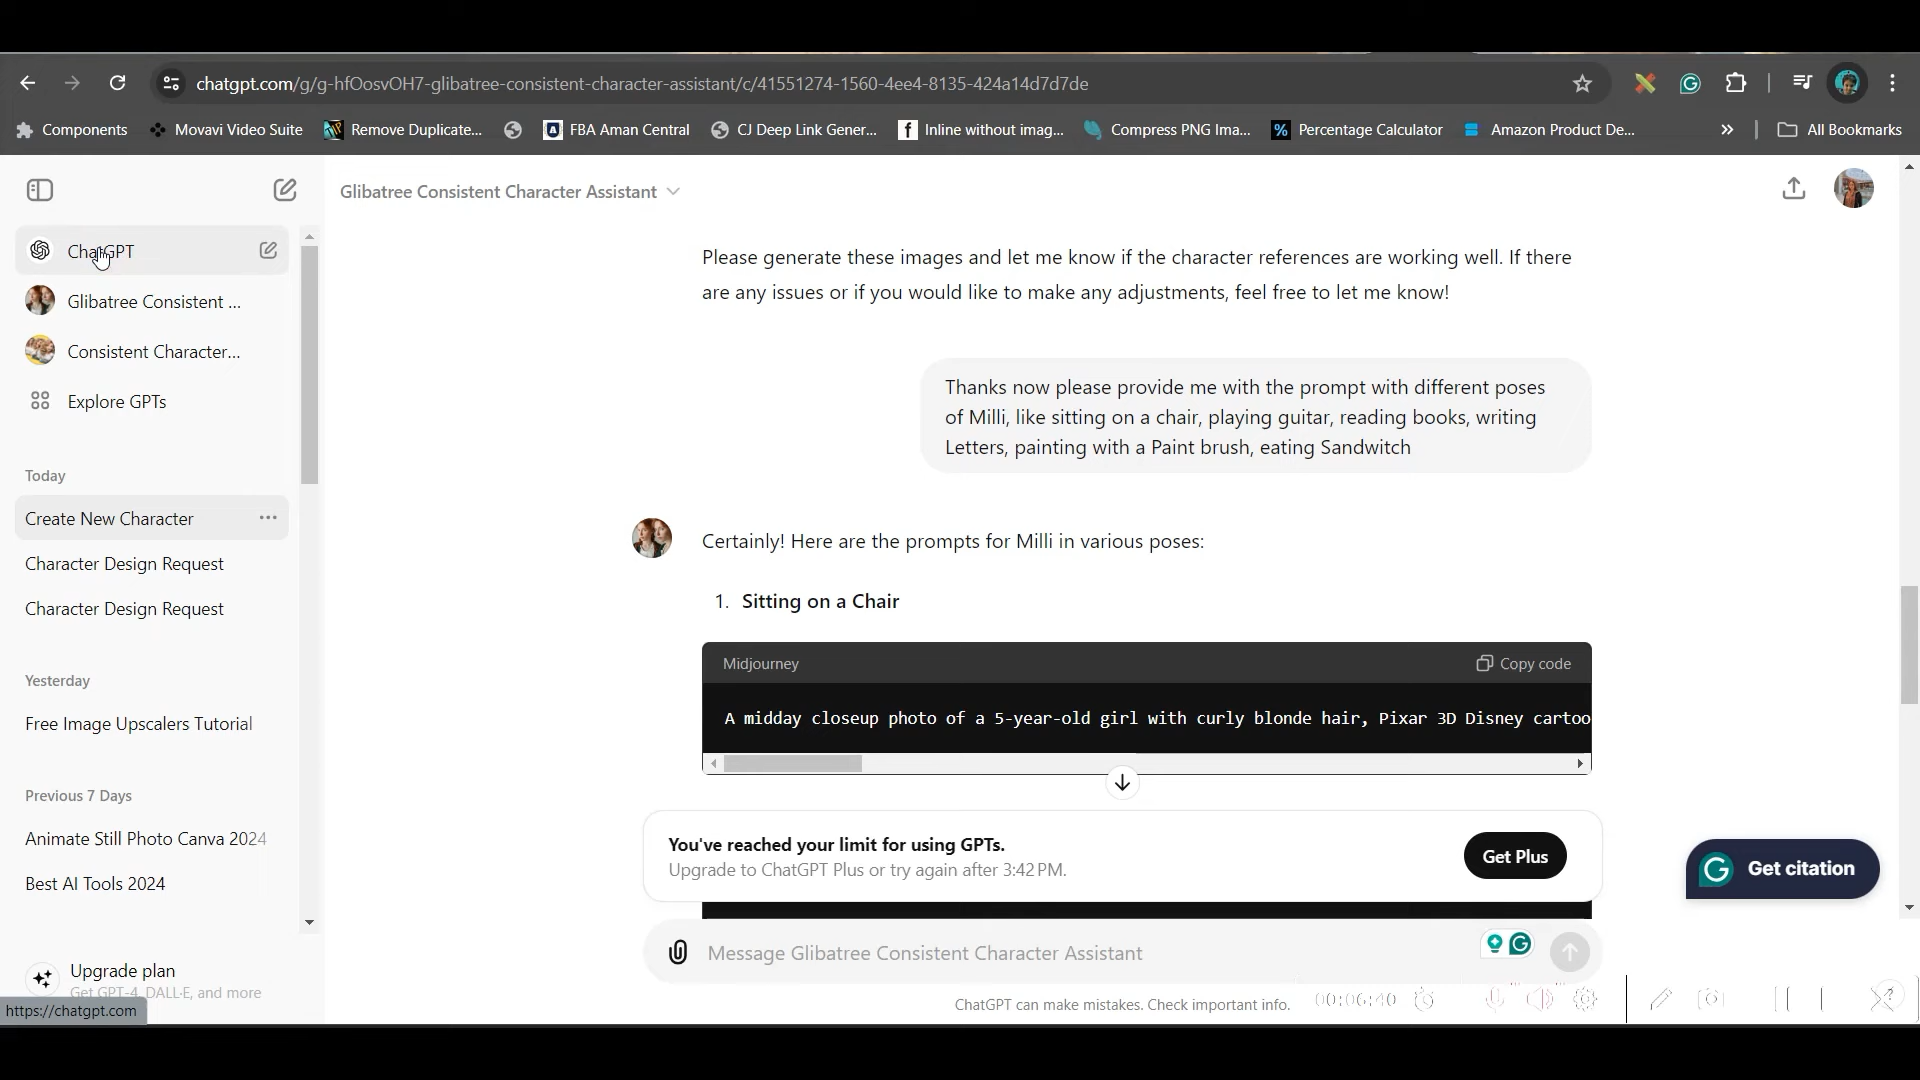 chatgpt.com/g/g-hfOosvOH7-glibatree-consistent-character-assistant/c/41551274-1560-4ee4-8135-424a14d7d7de
Components
Movavi Video Suite
Remove Duplicate...
FBA Aman Central
CJ Deep Link Gener...
Inline without imag...
Compress PNG Ima...
Percentage Calculator
Amazon Product De...
All Bookmarks
Glibatree Consistent Character Assistant
ChatGPT
Glibatree Consistent ...
Consistent Character...
Explore GPTs
Today
Create New Character
Character Design Request
Character Design Request
Yesterday
Free Image Upscalers Tutorial
Previous 7 Days
Animate Still Photo Canva 2024
Best AI Tools 2024
Upgrade plan
Get GPT-4, DALL·E, and more
https://chatgpt.com
Please generate these images and let me know if the character references are working well. If there
are any issues or if you would like to make any adjustments, feel free to let me know!
Thanks now please provide me with the prompt with different poses
of Milli, like sitting on a chair, playing guitar, reading books, writing
Letters, painting with a Paint brush, eating Sandwitch
Certainly! Here are the prompts for Milli in various poses:
1. Sitting on a Chair
Midjourney
Copy code
A midday closeup photo of a 5-year-old girl with curly blonde hair, Pixar 3D Disney cartoo
You've reached your limit for using GPTs.
Upgrade to ChatGPT Plus or try again after 3:42 PM.
Get Plus
Get citation
Message Glibatree Consistent Character Assistant
ChatGPT can make mistakes. Check important info.
00:06:40